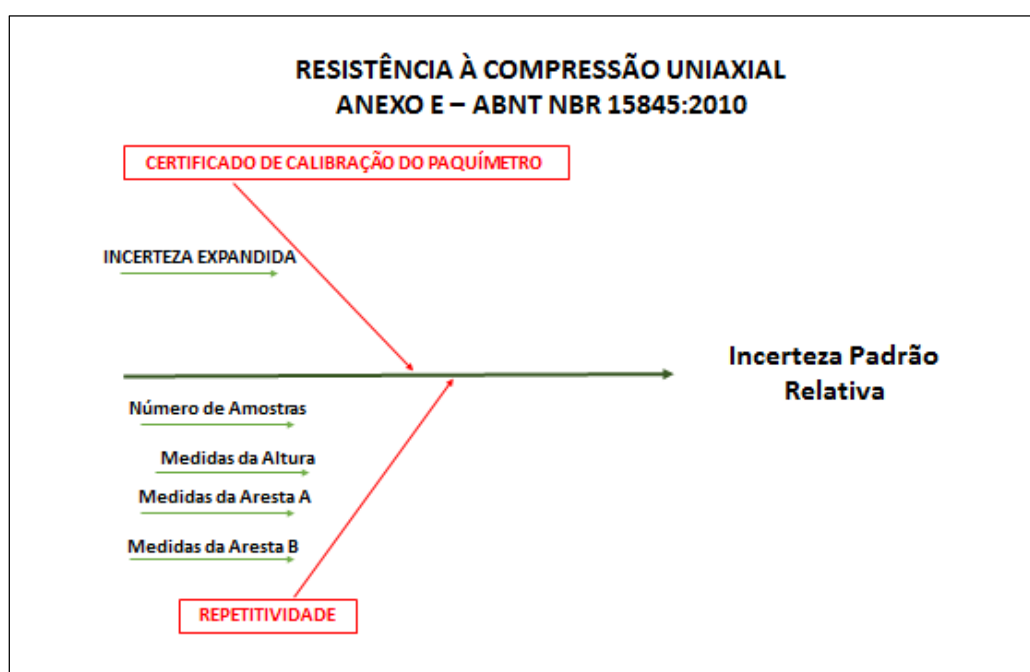 RESISTÊNCIA À COMPRESSÃO UNIAXIAL
ANEXO E – ABNT NBR 15845:2010
CERTIFICADO DE CALIBRAÇÃO DO PAQUÍMETRO
INCERTEZA EXPANDIDA
Incerteza Padrão
Relativa
Número de Amostras
Medidas da Altura
Medidas da Aresta A
Medidas da Aresta B
REPETITIVIDADE